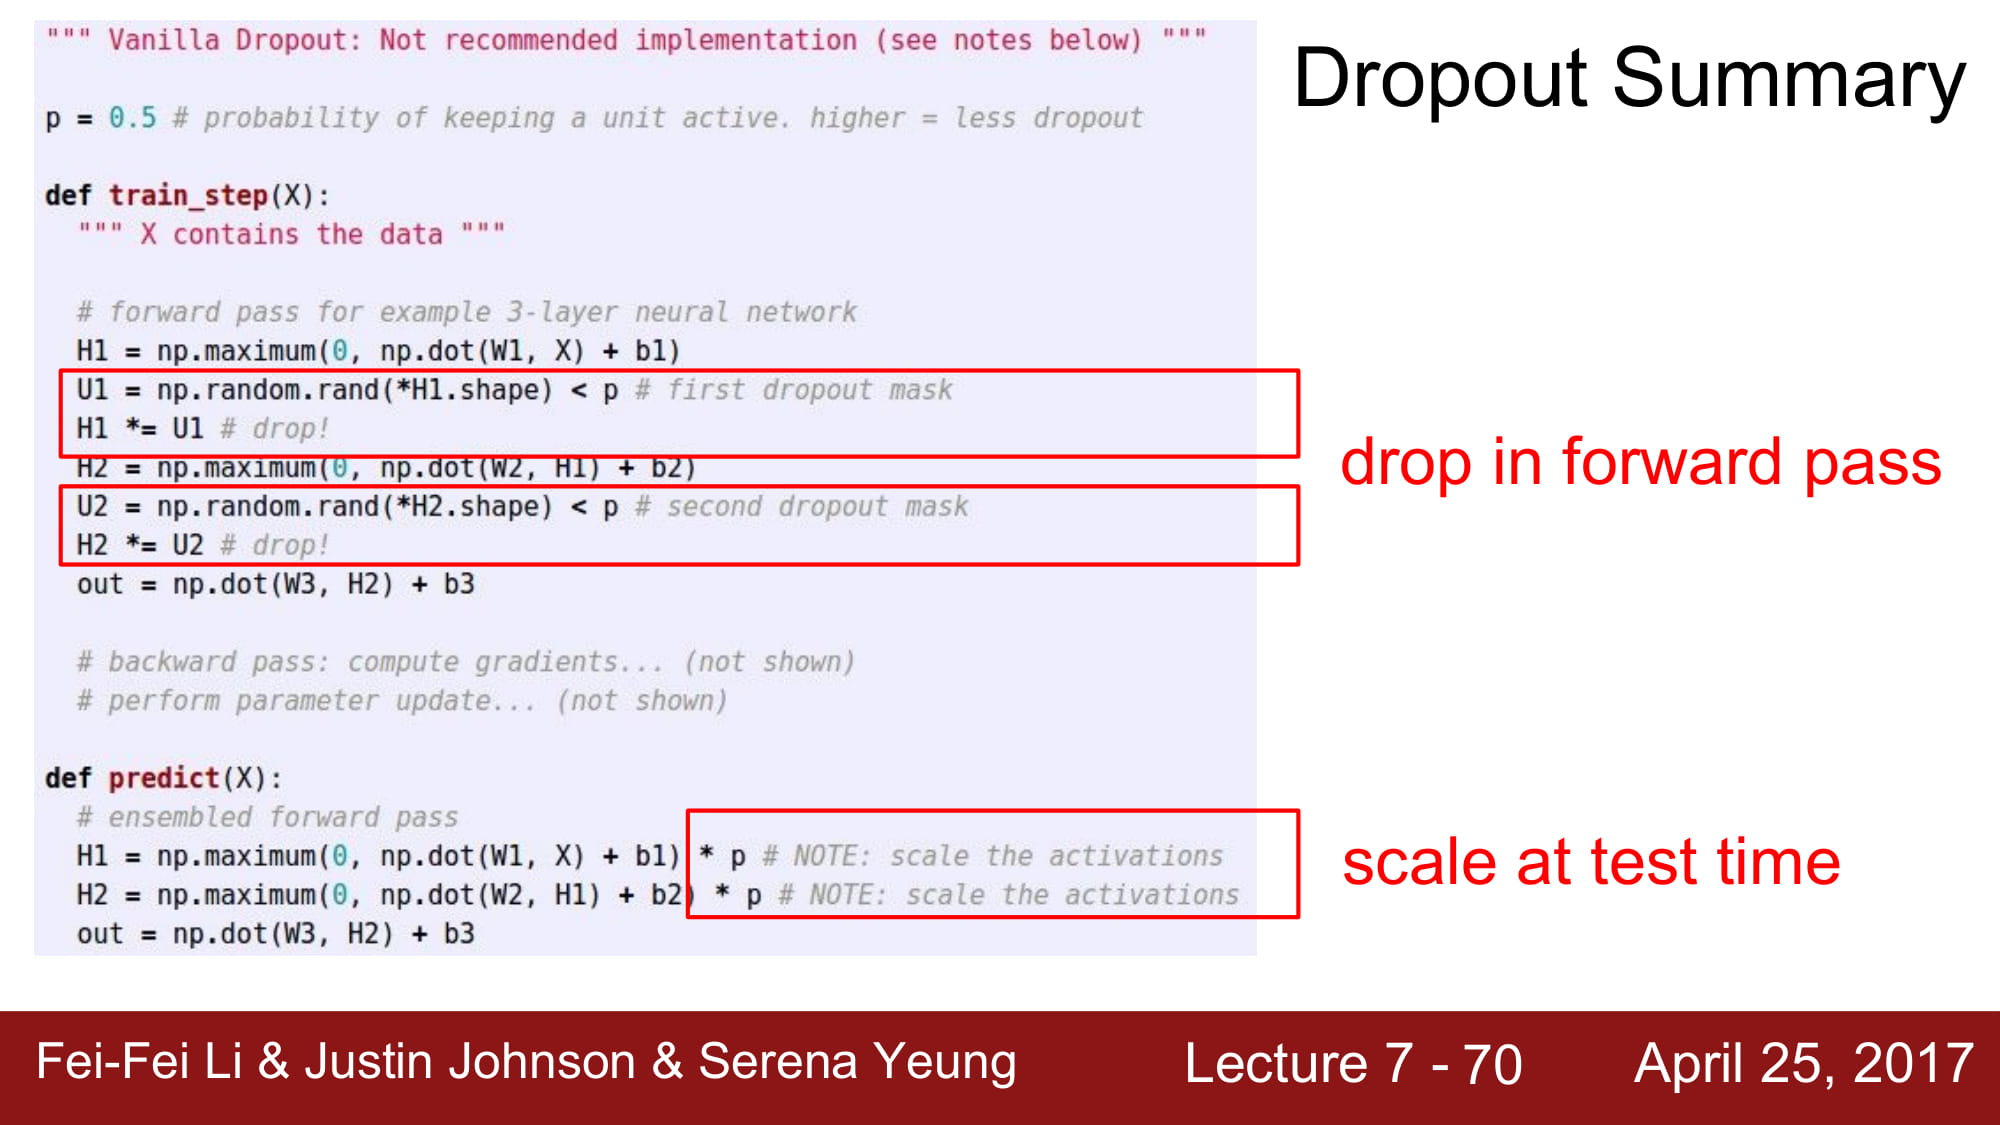 Dropout Summary
""" Vanilla Dropout: Not recommended implementation (see notes below) """
p = 0.5 # probability of keeping a unit active. higher = less dropout
def train_step(X):
""" X contains the data """
# forward pass for example 3-layer neural network
H1 = np.maximum(0, np.dot(W1, X) + b1)
U1 = np.random.rand(*H1.shape) < p # first dropout mask
H1 *= U1 # drop!
H2 = np.maximum(0, np.dot(W2, H1) + b2)
U2 = np.random.rand(*H2.shape) < p # second dropout mask
H2 *= U2 # drop!
out = np.dot(W3, H2) + b3
# backward pass: compute gradients... (not shown)
# perform parameter update... (not shown)
def predict(X):
# ensembled forward pass
H1 = np.maximum(0, np.dot(W1, X) + b1) * p # NOTE: scale the activations
H2 = np.maximum(0, np.dot(W2, H1) + b2) * p # NOTE: scale the activations
out = np.dot(W3, H2) + b3
drop in forward pass
scale at test time
Fei-Fei Li & Justin Johnson & Serena Yeung
Lecture 7 - 70
April 25, 2017